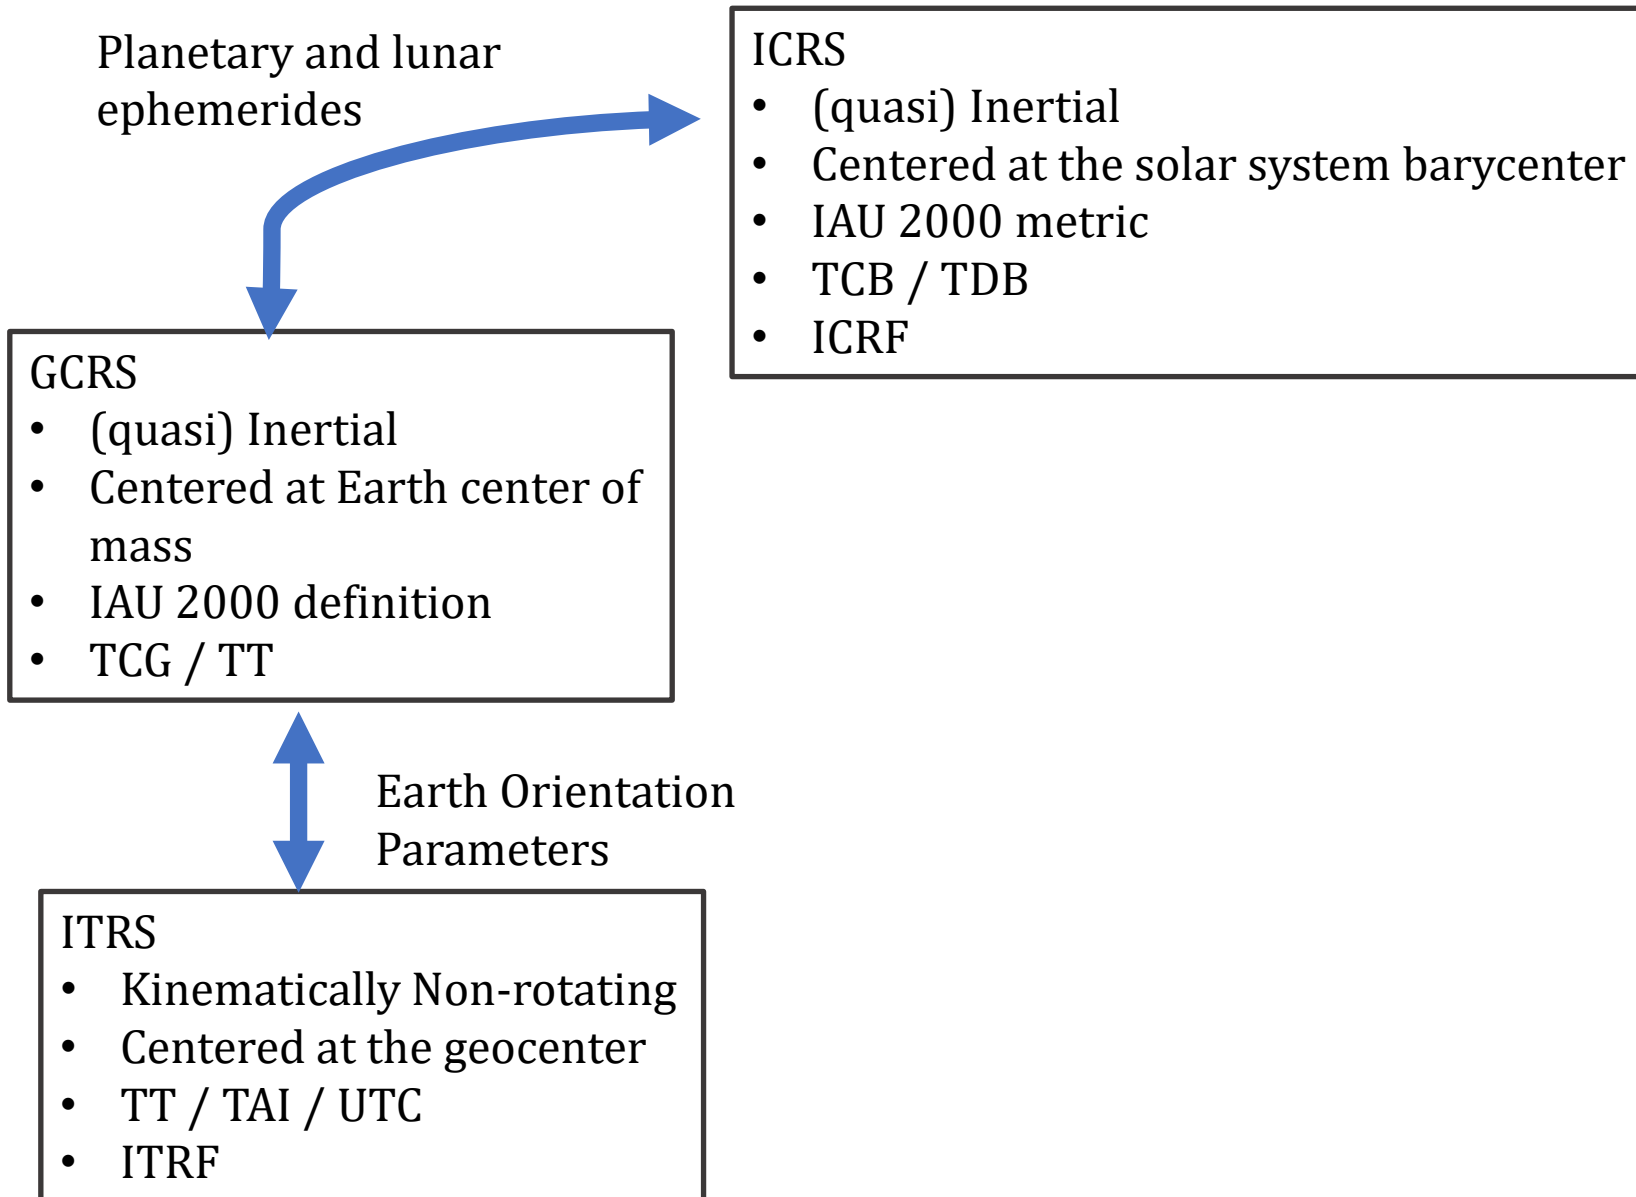 Planetary and lunar
ephemerides
ICRS
• (quasi) Inertial
• Centered at the solar system barycenter
• IAU 2000 metric
• TCB / TDB
• ICRF
GCRS
• (quasi) Inertial
• Centered at Earth center of
mass
• IAU 2000 definition
• TCG / TT
Earth Orientation
Parameters
ITRS
• Kinematically Non-rotating
• Centered at the geocenter
• TT / TAI / UTC
• ITRF